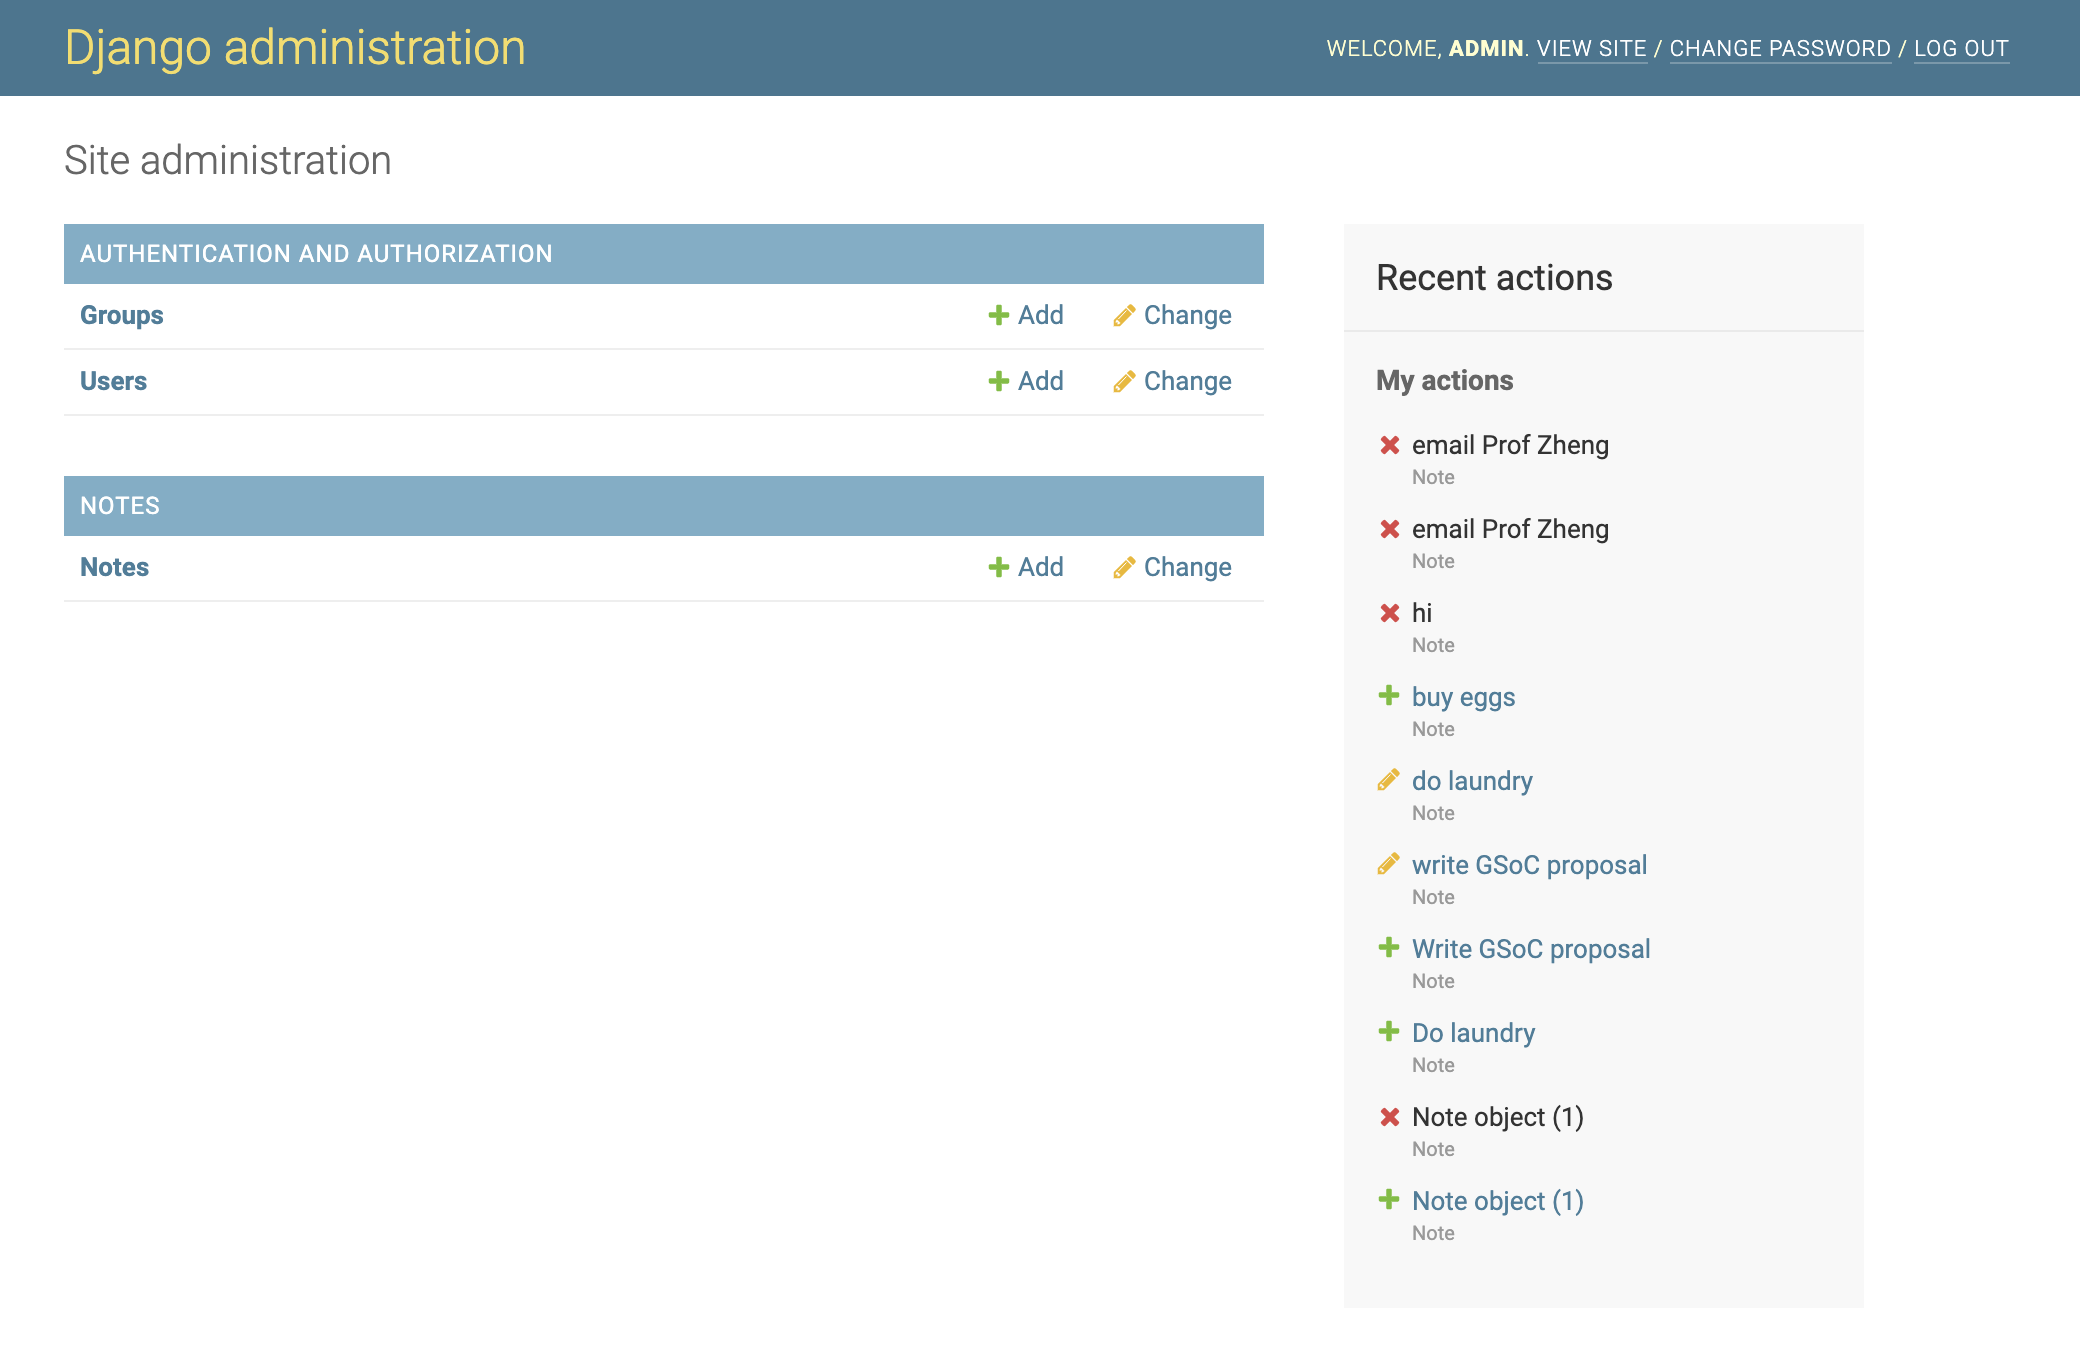 Django administration
WELCOME, ADMIN. VIEW SITE / CHANGE PASSWORD / LOG OUT
Site administration
AUTHENTICATION AND AUTHORIZATION
Groups Add Change
Users Add Change
NOTES
Notes Add Change
Recent actions
My actions
email Prof Zheng
Note
email Prof Zheng
Note
hi
Note
buy eggs
Note
do laundry
Note
write GSoC proposal
Note
Write GSoC proposal
Note
Do laundry
Note
Note object (1)
Note
Note object (1)
Note